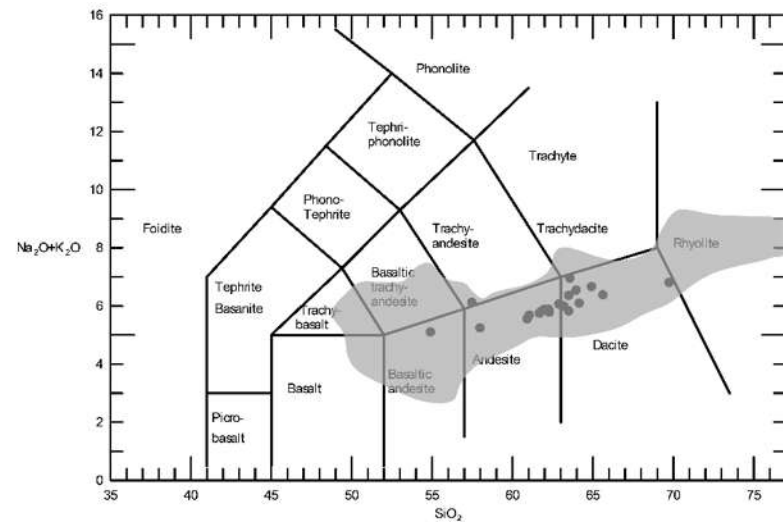 16
14
12
10
8
6
4
2
0
Na₂O+K₂O
Phonolite
Tephri-
phonolite
Trachyte
Phono-
Tephrite
Foidite
Trachy-
andesite
Trachydacite
Rhyolite
Tephrite
Basanite
Basaltic
trachy-
andesite
Trachy-
basalt
Basalt
Basaltic
andesite
Andesite
Dacite
Picro-
basalt
35 40 45 50 55 60 65 70 75
SiO₂